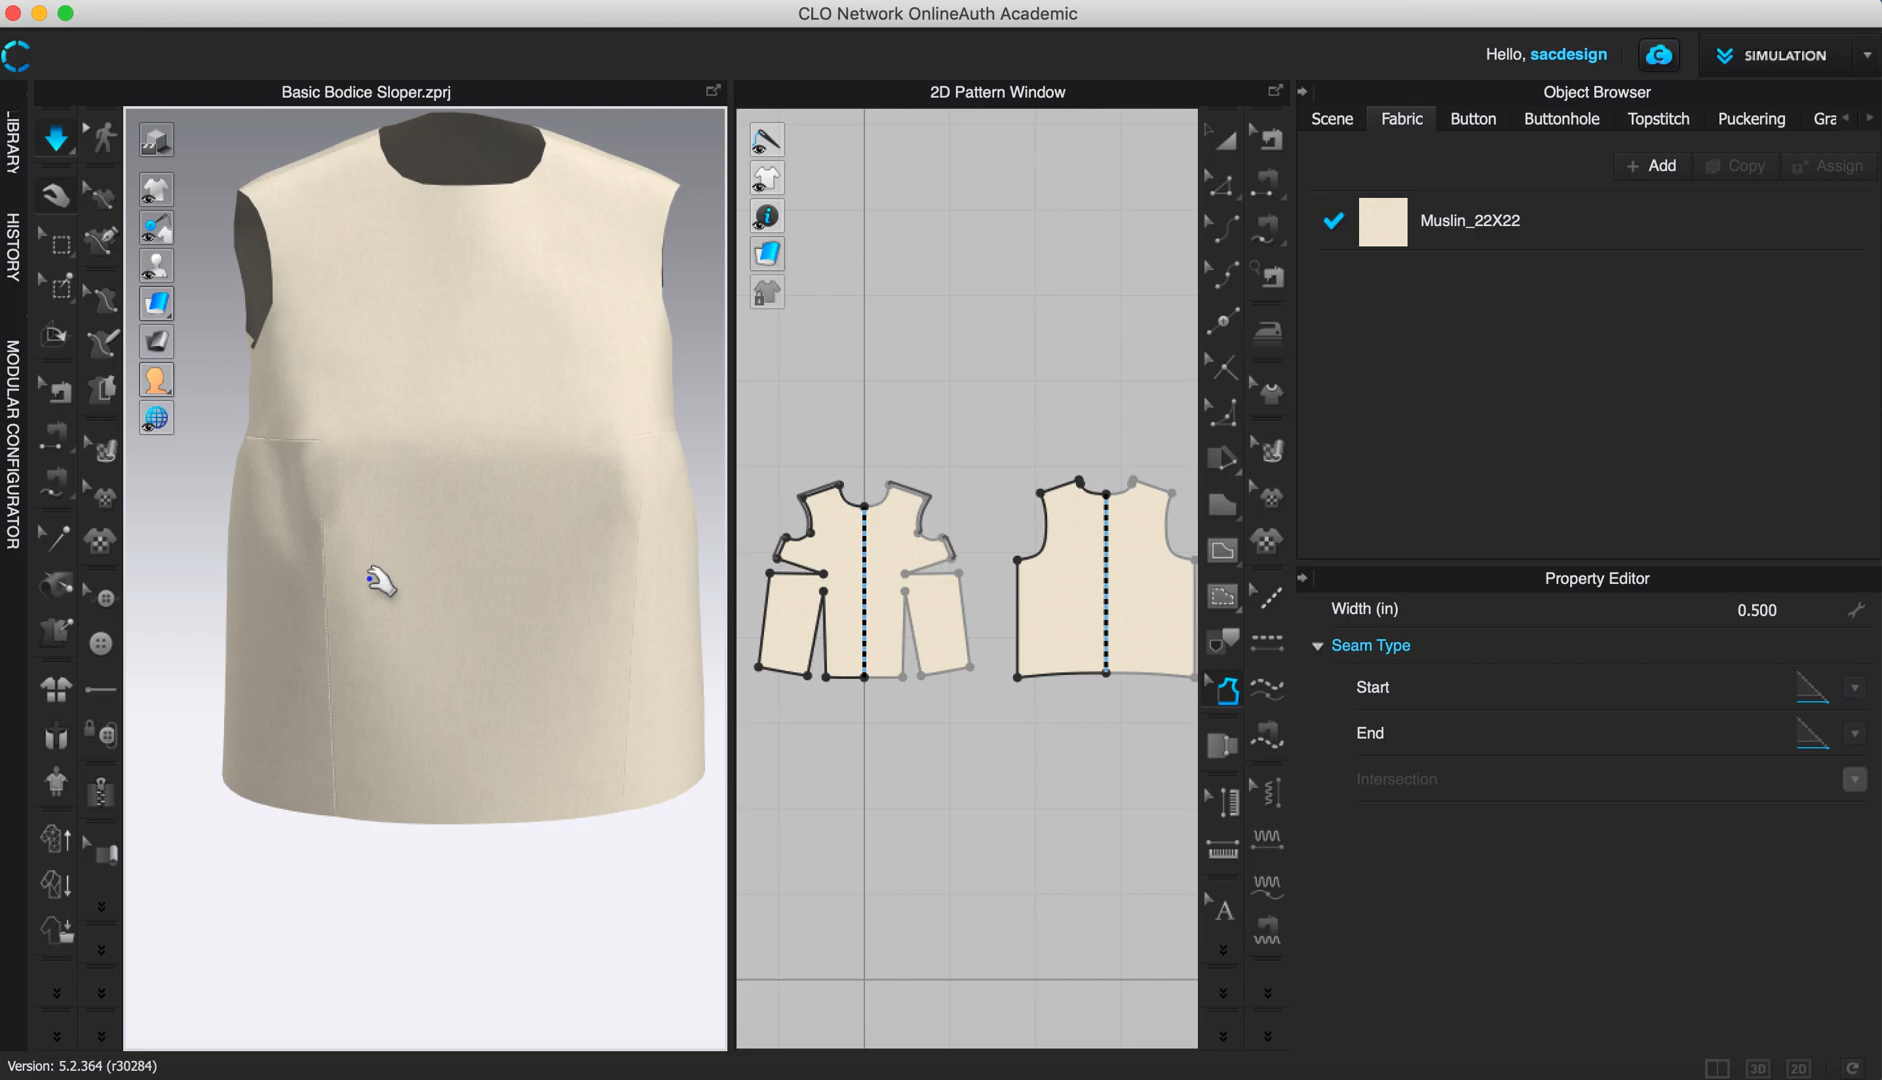 CLO Network OnlineAuth Academic
Hello, sacdesign
SIMULATION
LIBRARY
HISTORY
MODULAR CONFIGURATOR
Basic Bodice Sloper.zprj
2D Pattern Window
Object Browser
Scene
Fabric
Button
Buttonhole
Topstitch
Puckering
Gra
+ Add
Copy
Assign
Muslin_22X22
Property Editor
Width (in)
0.500
Seam Type
Start
End
Intersection
A
Version: 5.2.364 (r30284)
3D
2D